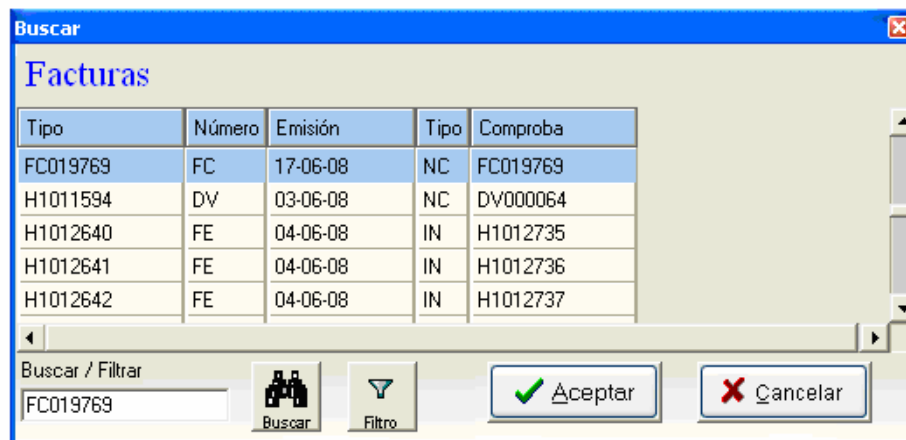 Buscar
Facturas
Tipo Número Emisión Tipo Comproba
FC019769 FC 17-06-08 NC FC019769
H1011594 DV 03-06-08 NC DV000064
H1012640 FE 04-06-08 IN H1012735
H1012641 FE 04-06-08 IN H1012736
H1012642 FE 04-06-08 IN H1012737
Buscar / Filtrar
FC019769
Buscar
Filtro
Aceptar
Cancelar